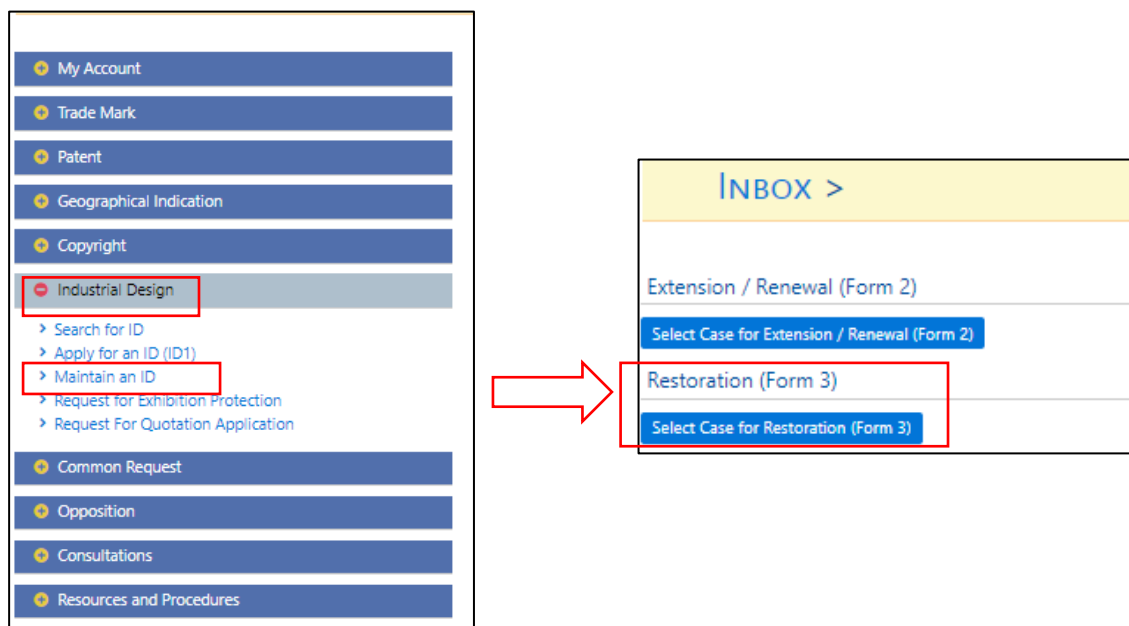 My Account
Trade Mark
Patent
Geographical Indication
Copyright
Industrial Design
Search for ID
Apply for an ID (ID1)
Maintain an ID
Request for Exhibition Protection
Request For Quotation Application
Common Request
Opposition
Consultations
Resources and Procedures
INBOX >
Extension / Renewal (Form 2)
Select Case for Extension / Renewal (Form 2)
Restoration (Form 3)
Select Case for Restoration (Form 3)